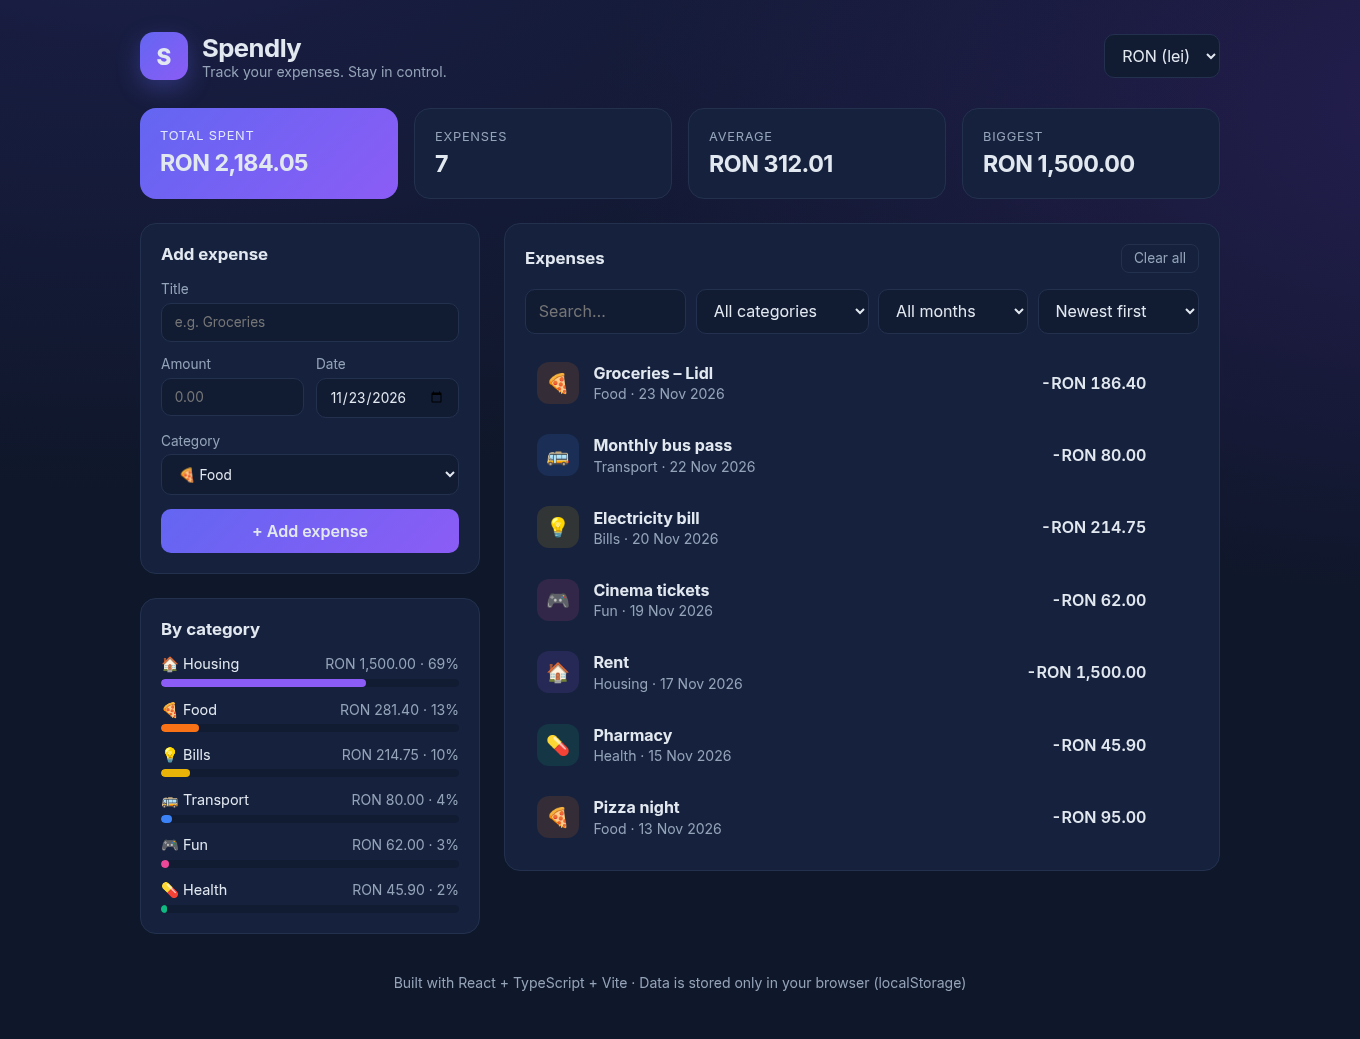 S
Spendly
Track your expenses. Stay in control.
RON (lei)
TOTAL SPENT
RON 2,184.05
EXPENSES
7
AVERAGE
RON 312.01
BIGGEST
RON 1,500.00
Add expense
Title
e.g. Groceries
Amount
Date
0.00
11/23/2026
Category
🍕 Food
+ Add expense
By category
🏠 Housing
RON 1,500.00 · 69%
🍕 Food
RON 281.40 · 13%
💡 Bills
RON 214.75 · 10%
🚌 Transport
RON 80.00 · 4%
🎮 Fun
RON 62.00 · 3%
💊 Health
RON 45.90 · 2%
Expenses
Clear all
Search...
All categories
All months
Newest first
Groceries – Lidl
Food · 23 Nov 2026
-RON 186.40
Monthly bus pass
Transport · 22 Nov 2026
-RON 80.00
Electricity bill
Bills · 20 Nov 2026
-RON 214.75
Cinema tickets
Fun · 19 Nov 2026
-RON 62.00
Rent
Housing · 17 Nov 2026
-RON 1,500.00
Pharmacy
Health · 15 Nov 2026
-RON 45.90
Pizza night
Food · 13 Nov 2026
-RON 95.00
Built with React + TypeScript + Vite · Data is stored only in your browser (localStorage)